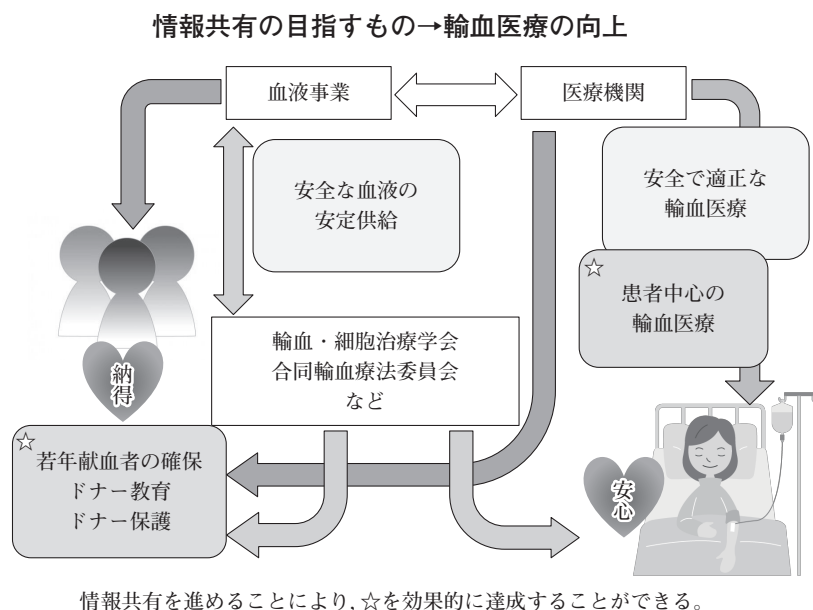 情報共有の目指すもの→輸血医療の向上
血液事業
医療機関
安全な血液の
安定供給
安全で適正な
輸血医療
☆
患者中心の
輸血医療
輸血・細胞治療学会
合同輸血療法委員会
など
納得
☆
若年献血者の確保
ドナー教育
ドナー保護
安心
情報共有を進めることにより，☆を効果的に達成することができる。